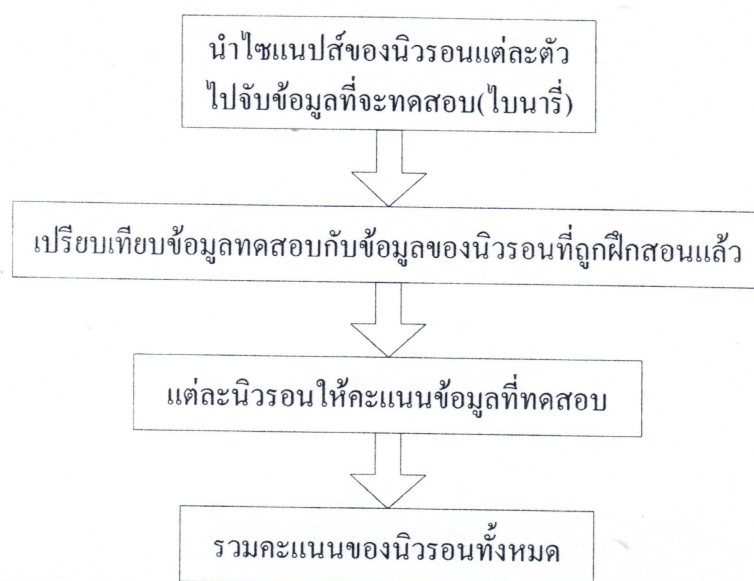 นำไซแนปส์ของนิวรอนแต่ละตัว
ไปจับข้อมูลที่จะทดสอบ(ไบนารี่)
เปรียบเทียบข้อมูลทดสอบกับข้อมูลของนิวรอนที่ถูกฝึกสอนแล้ว
แต่ละนิวรอนให้คะแนนข้อมูลที่ทดสอบ
รวมคะแนนของนิวรอนทั้งหมด